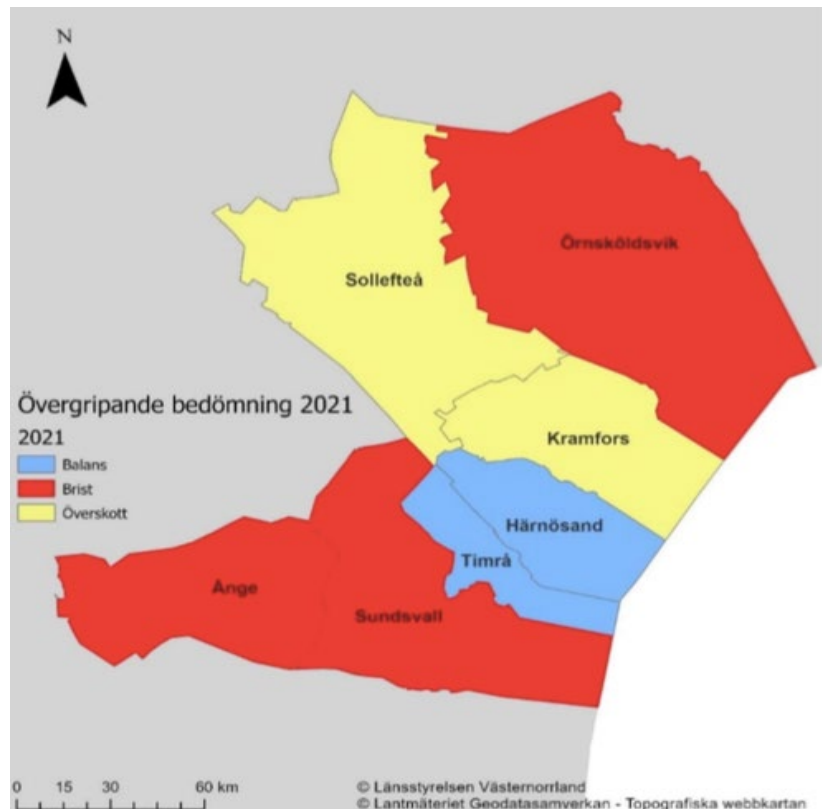 N
Örnsköldsvik
Sollefteå
Övergripande bedömning 2021
2021
Balans
Brist
Överskott
Kramfors
Härnösand
Timrå
Ånge
Sundsvall
0 15 30 60 km
© Länsstyrelsen Västernorrland
© Lantmäteriet Geodatasamverkan - Topografiska webbkartan